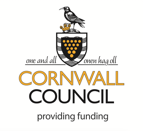 one and all onen hag oll
CORNWALL
COUNCIL
providing funding